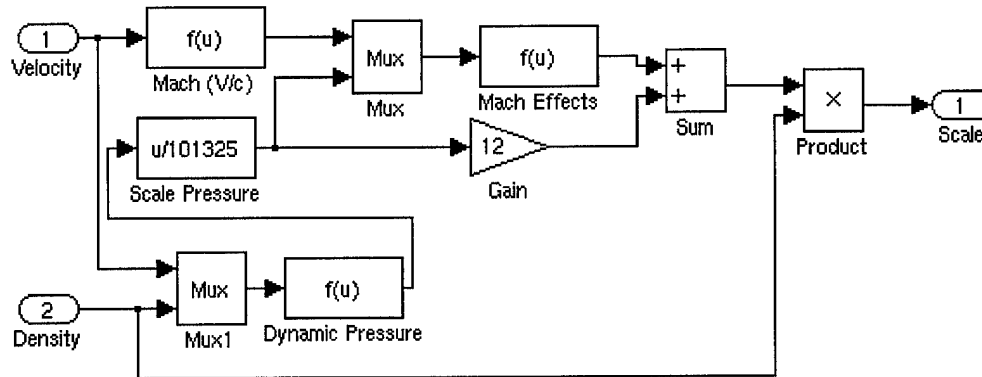 1
Velocity
f(u)
Mach (V/c)
Mux
Mux
f(u)
Mach Effects
+
+
Sum
×
Product
1
Scale
u/101325
Scale Pressure
12
Gain
2
Density
Mux
Mux1
f(u)
Dynamic Pressure